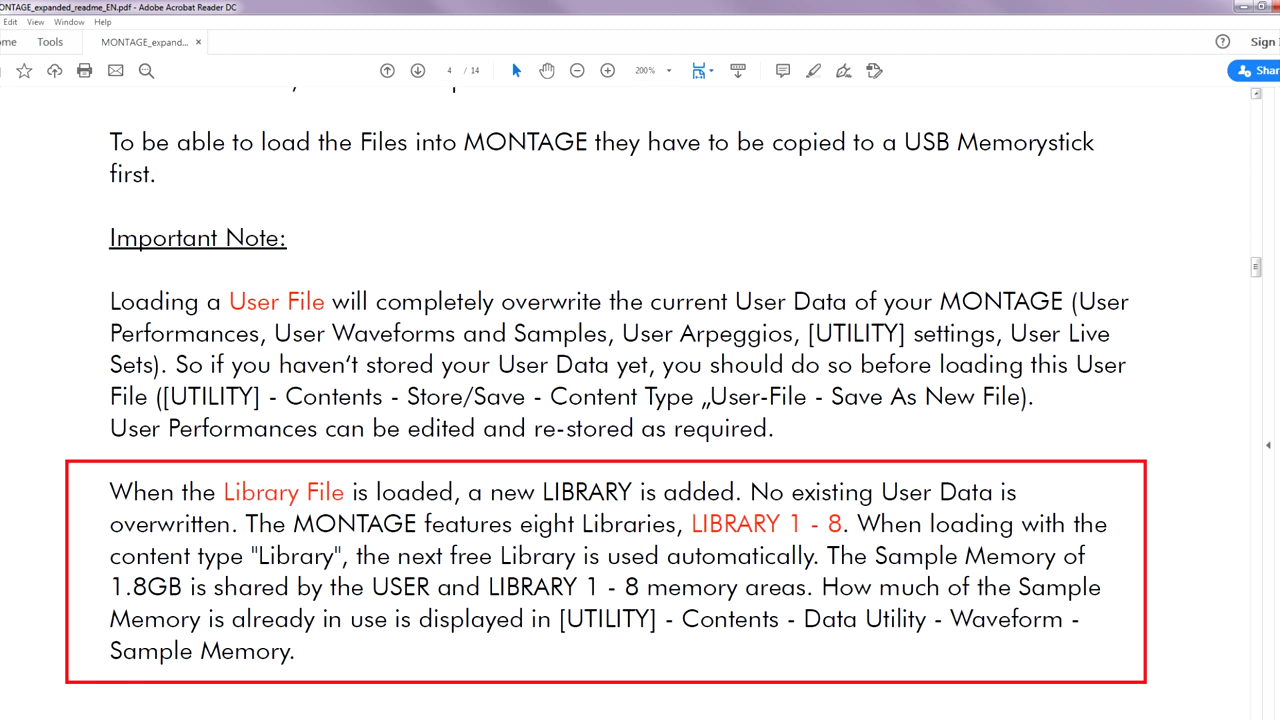 ONTAGE_expanded_readme_EN.pdf - Adobe Acrobat Reader DC
Edit View Window Help
ome Tools MONTAGE_expand... ×
Sign
4 / 14 200% Shar
To be able to load the Files into MONTAGE they have to be copied to a USB Memorystick
first.
Important Note:
Loading a User File will completely overwrite the current User Data of your MONTAGE (User
Performances, User Waveforms and Samples, User Arpeggios, [UTILITY] settings, User Live
Sets). So if you haven‘t stored your User Data yet, you should do so before loading this User
File ([UTILITY] - Contents - Store/Save - Content Type „User-File - Save As New File).
User Performances can be edited and re-stored as required.
When the Library File is loaded, a new LIBRARY is added. No existing User Data is
overwritten. The MONTAGE features eight Libraries, LIBRARY 1 - 8. When loading with the
content type "Library", the next free Library is used automatically. The Sample Memory of
1.8GB is shared by the USER and LIBRARY 1 - 8 memory areas. How much of the Sample
Memory is already in use is displayed in [UTILITY] - Contents - Data Utility - Waveform -
Sample Memory.